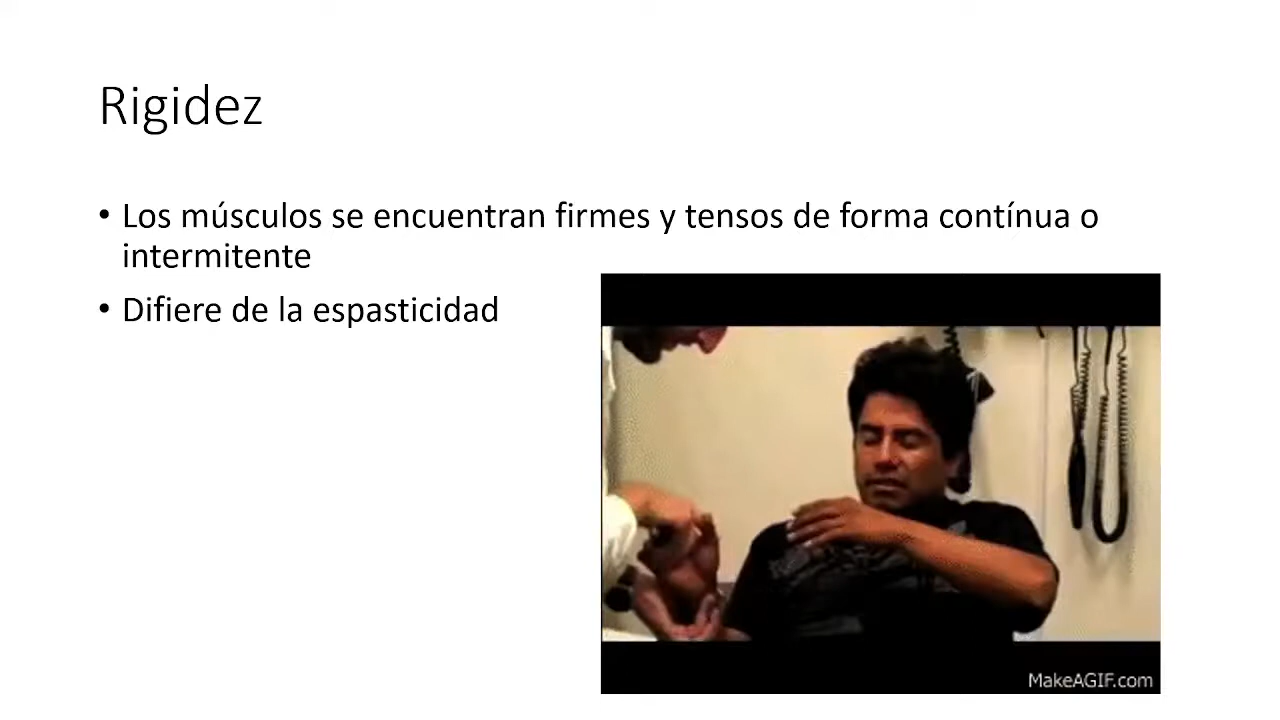 Rigidez
• Los músculos se encuentran firmes y tensos de forma contínua o
intermitente
• Difiere de la espasticidad
MakeAGIF.com